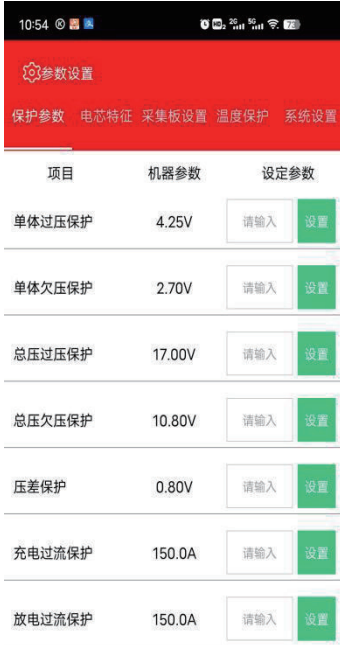 10:54
HD2 2G 5G 73
参数设置
保护参数 电芯特征 采集板设置 温度保护 系统设置
项目 机器参数 设定参数
单体过压保护 4.25V 请输入 设置
单体欠压保护 2.70V 请输入 设置
总压过压保护 17.00V 请输入 设置
总压欠压保护 10.80V 请输入 设置
压差保护 0.80V 请输入 设置
充电过流保护 150.0A 请输入 设置
放电过流保护 150.0A 请输入 设置